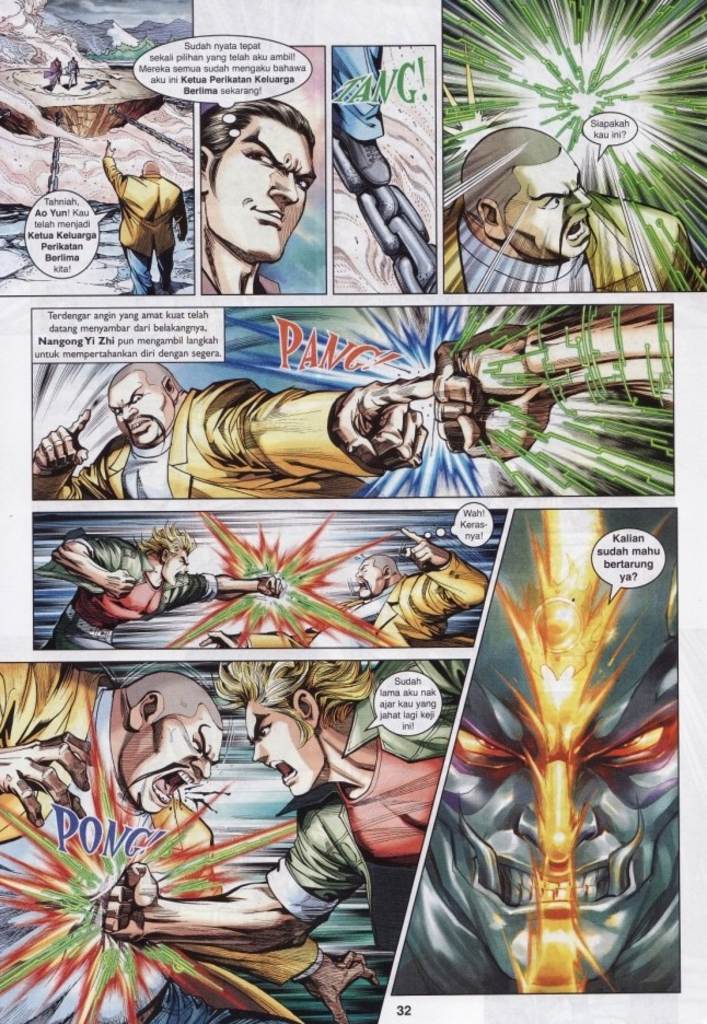 Sudah nyata tepat
sekali pilihan yang telah aku ambil!
Mereka semua sudah mengaku bahawa
aku ini Ketua Perikatan Keluarga
Berlima sekarang!
Tahniah,
Ao Yun! Kau
telah menjadi
Ketua Keluarga
Perikatan
Berlima
kita!
TANG!
Siapakah
kau ini?
Terdengar angin yang amat kuat telah
datang menyambar dari belakangnya,
Nangong Yi Zhi pun mengambil langkah
untuk mempertahankan diri dengan segera.
PANG!
Wah!
Keras-
nya!
Kalian
sudah mahu
bertarung
ya?
Sudah
lama aku nak
ajar kau yang
jahat lagi keji
ini!
PONG!
32